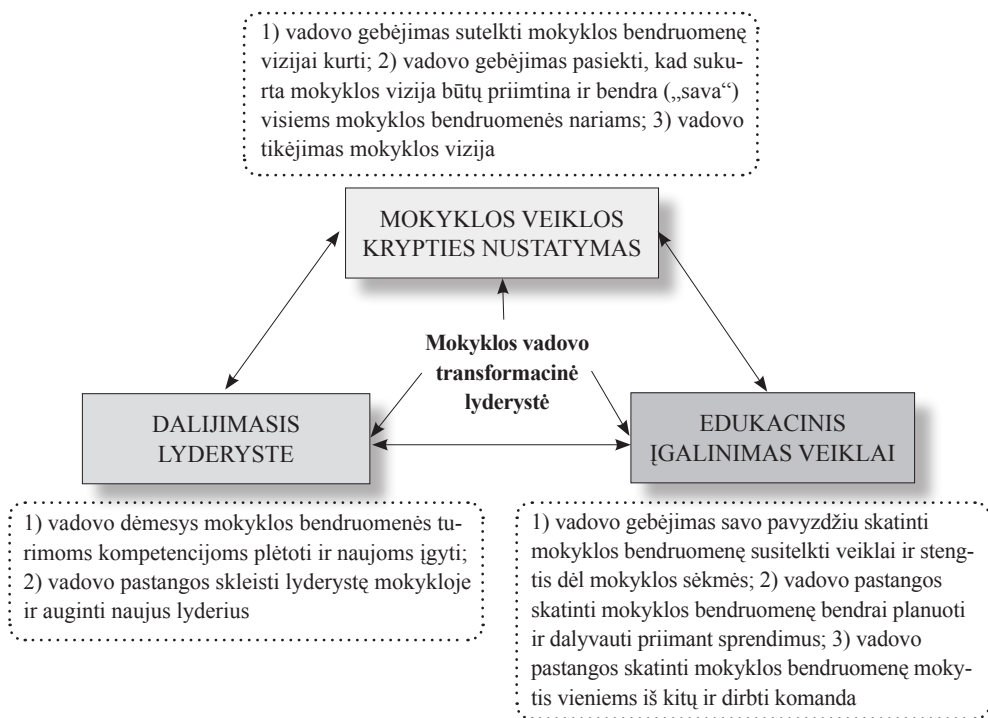 1) vadovo gebėjimas sutelkti mokyklos bendruomenę
vizijai kurti; 2) vadovo gebėjimas pasiekti, kad suku-
rta mokyklos vizija būtų priimtina ir bendra („sava“)
visiems mokyklos bendruomenės nariams; 3) vadovo
tikėjimas mokyklos vizija
MOKYKLOS VEIKLOS
KRYPTIES NUSTATYMAS
Mokyklos vadovo
transformacinė
lyderystė
DALIJIMASIS
LYDERYSTE
EDUKACINIS
ĮGALINIMAS VEIKLAI
1) vadovo dėmesys mokyklos bendruomenės tu-
rimoms kompetencijoms plėtoti ir naujoms įgyti;
2) vadovo pastangos skleisti lyderystę mokykloje
ir auginti naujus lyderius
1) vadovo gebėjimas savo pavyzdžiu skatinti
mokyklos bendruomenę susitelkti veiklai ir steng-
tis dėl mokyklos sėkmės; 2) vadovo pastangos
skatinti mokyklos bendruomenę bendrai planuoti
ir dalyvauti priimant sprendimus; 3) vadovo
pastangos skatinti mokyklos bendruomenę moky-
tis vieniems iš kitų ir dirbti komanda